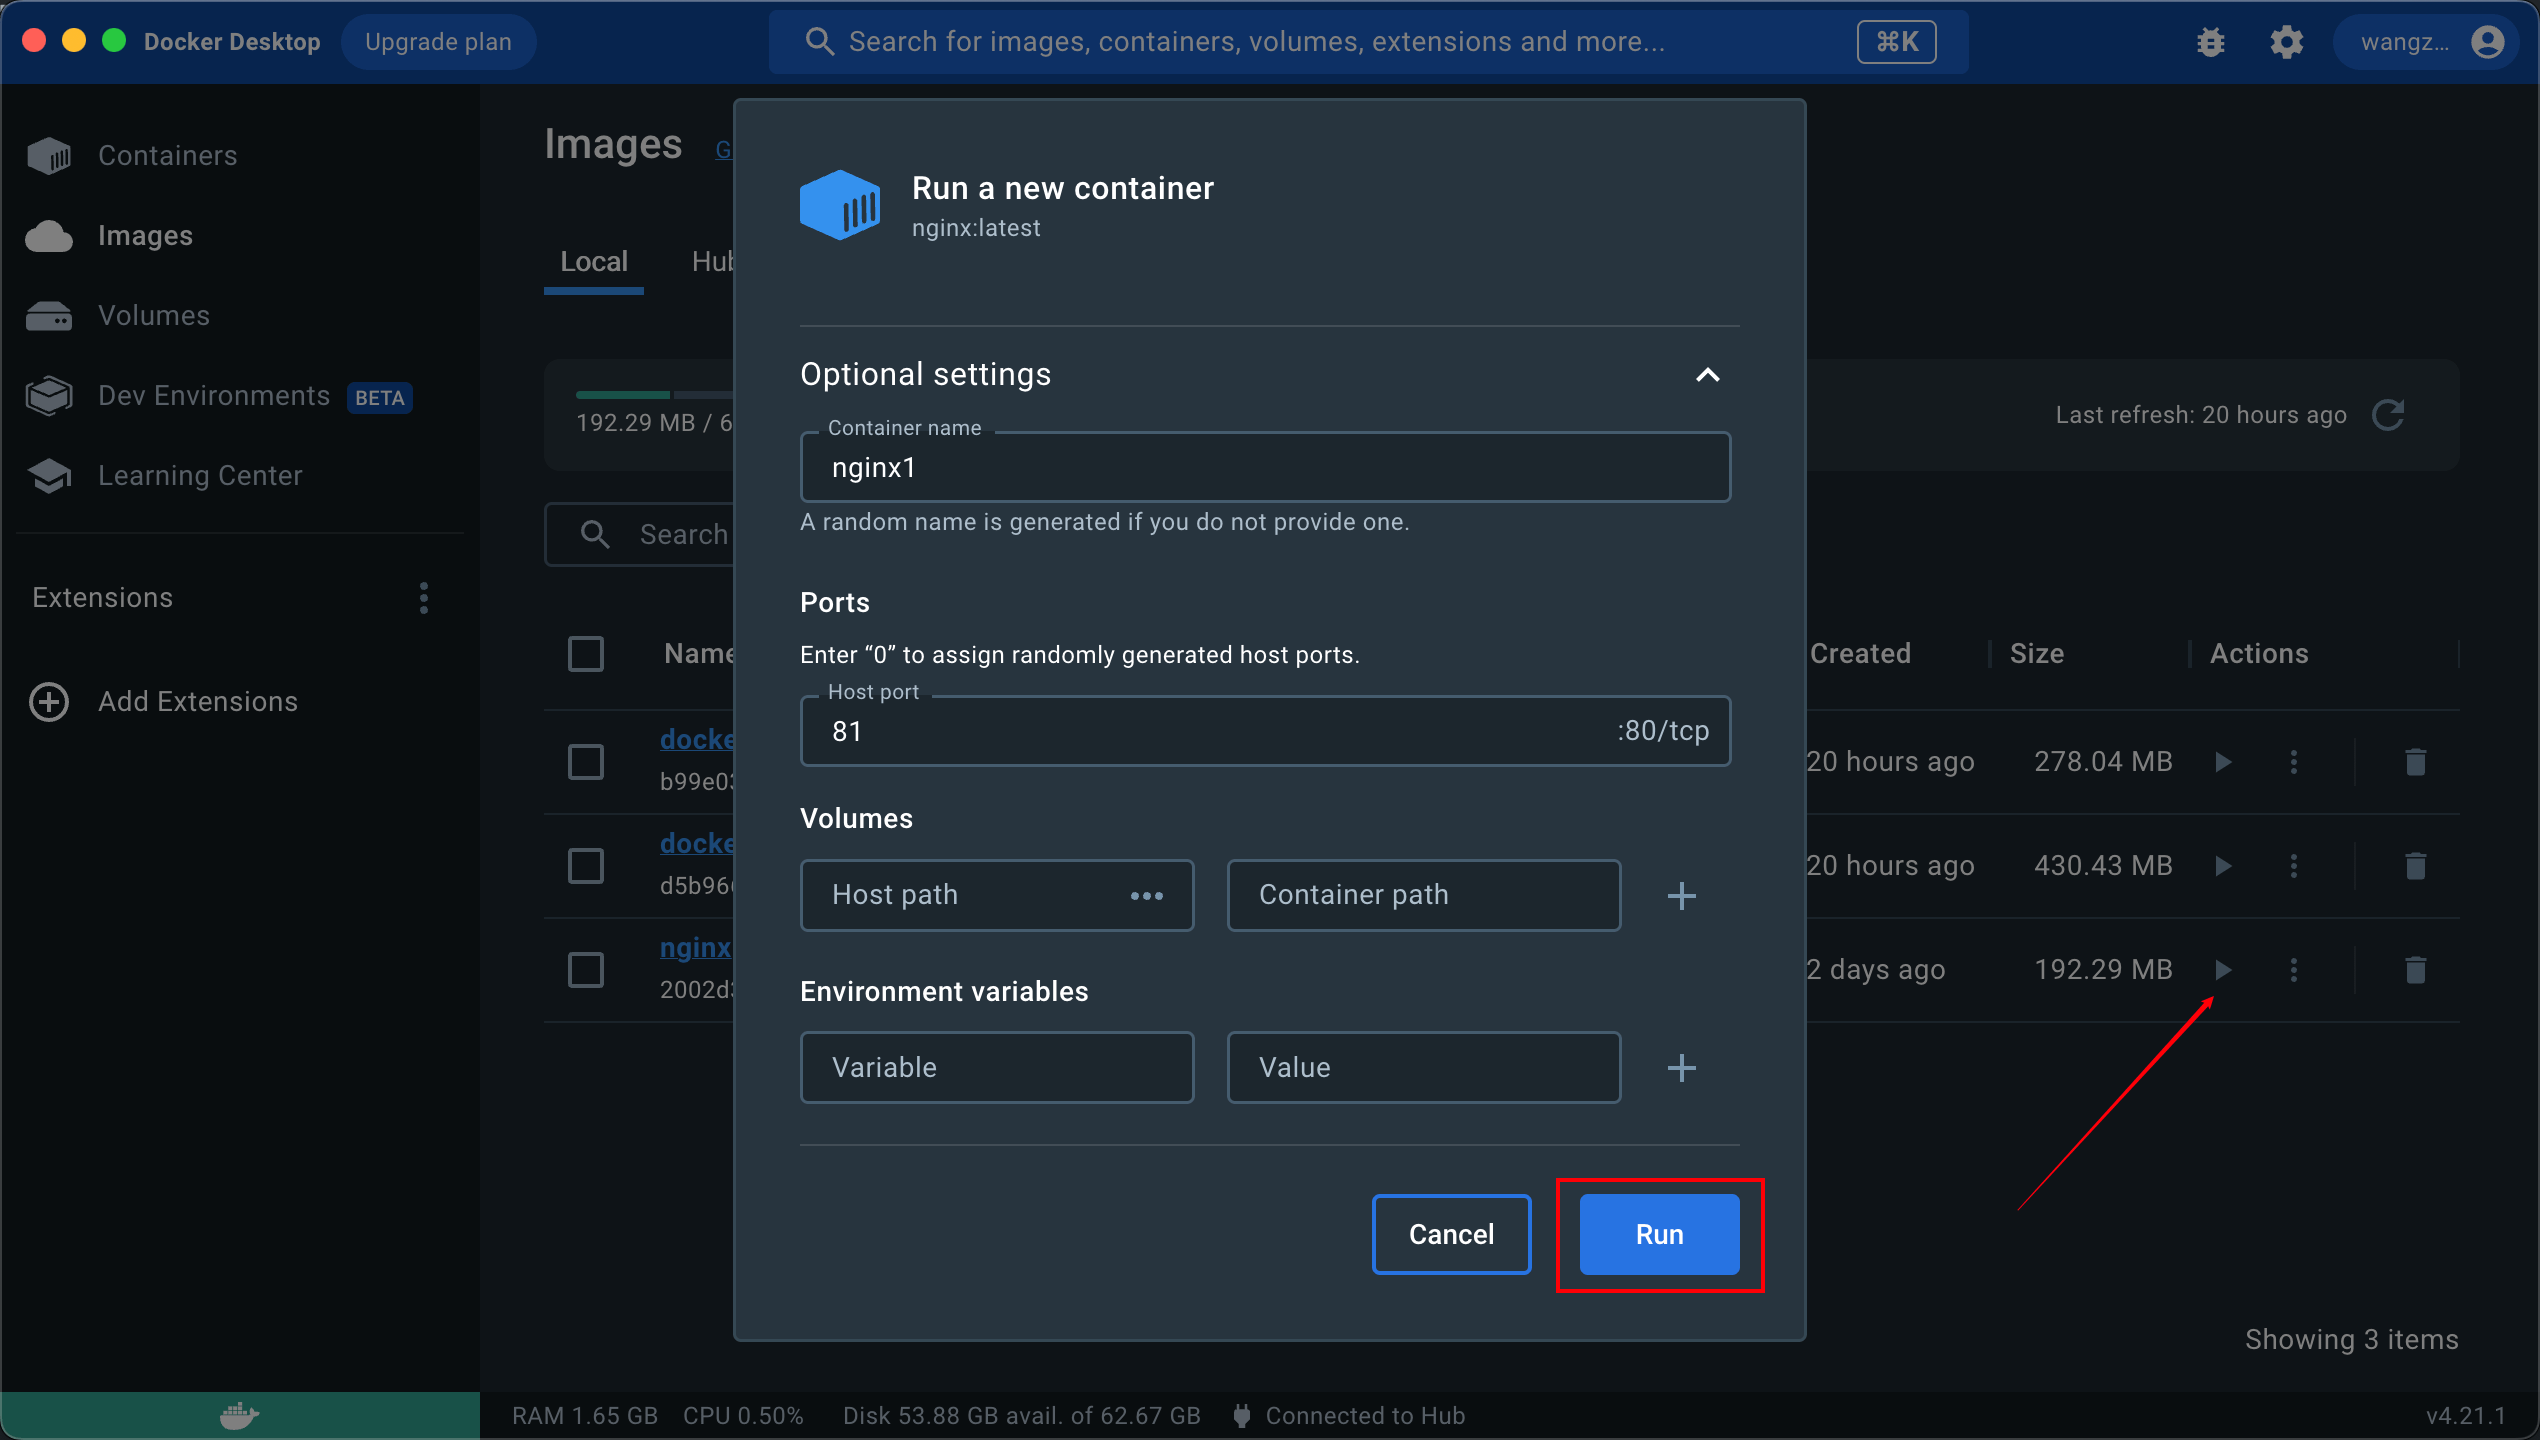 Docker Desktop
Upgrade plan
Search for images, containers, volumes, extensions and more...
⌘K
wangz...
Containers
Images
Volumes
Dev Environments BETA
Learning Center
Extensions
Add Extensions
Images
G
Local
Hub
192.29 MB / 6
Last refresh: 20 hours ago
Search
Name
Created
Size
Actions
docke
b99e03
20 hours ago
278.04 MB
docke
d5b96
20 hours ago
430.43 MB
nginx
2002d3
2 days ago
192.29 MB
Run a new container
nginx:latest
Optional settings
Container name
nginx1
A random name is generated if you do not provide one.
Ports
Enter “0” to assign randomly generated host ports.
Host port
81
:80/tcp
Volumes
Host path
Container path
Environment variables
Variable
Value
Cancel
Run
Showing 3 items
RAM 1.65 GB CPU 0.50% Disk 53.88 GB avail. of 62.67 GB Connected to Hub
v4.21.1